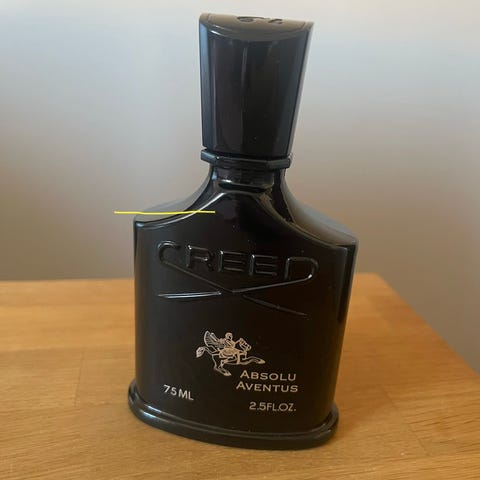 CREED
ABSOLU
AVENTUS
75 ML
2.5FL.OZ.